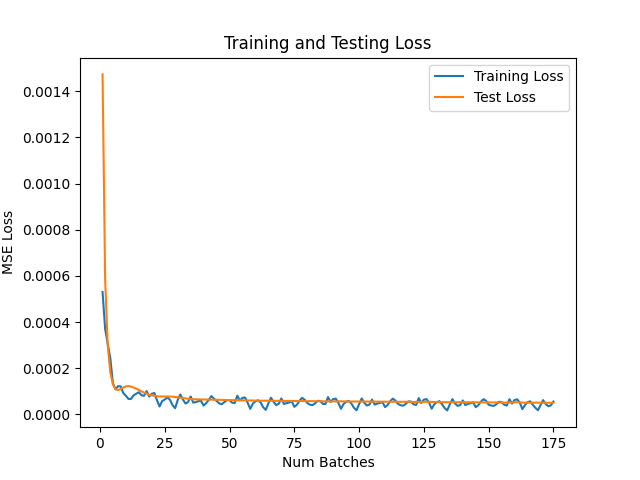 Training and Testing Loss
Training Loss
Test Loss
MSE Loss
0.0014
0.0012
0.0010
0.0008
0.0006
0.0004
0.0002
0.0000
0 25 50 75 100 125 150 175
Num Batches